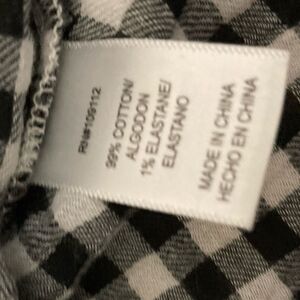 RN#109112
99% COTTON/
ALGODON
1% ELASTANE/
ELASTANO
MADE IN CHINA
HECHO EN CHINA